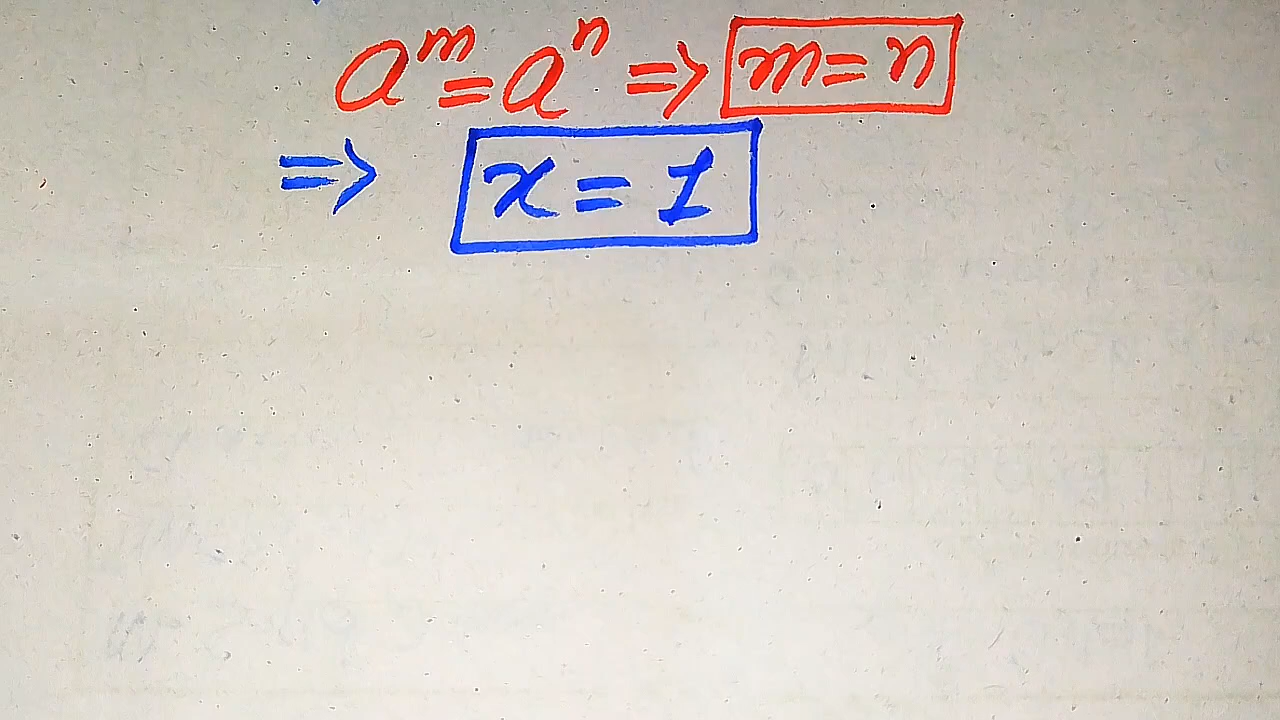 a^m = a^n => m = n
=> x = 1